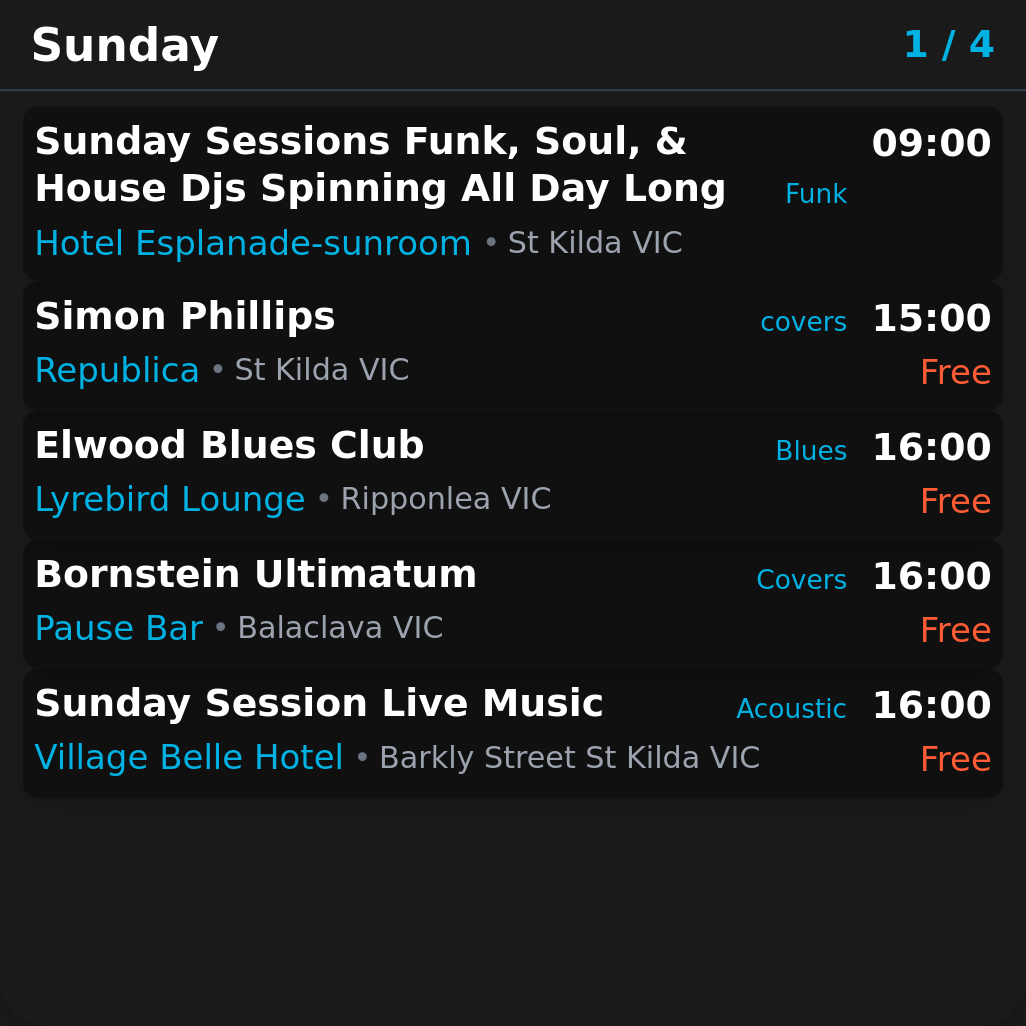 Sunday
1 / 4
Sunday Sessions Funk, Soul, &
House Djs Spinning All Day Long
Funk
09:00
Hotel Esplanade-sunroom • St Kilda VIC
Simon Phillips
covers
15:00
Republica • St Kilda VIC
Free
Elwood Blues Club
Blues
16:00
Lyrebird Lounge • Ripponlea VIC
Free
Bornstein Ultimatum
Covers
16:00
Pause Bar • Balaclava VIC
Free
Sunday Session Live Music
Acoustic
16:00
Village Belle Hotel • Barkly Street St Kilda VIC
Free